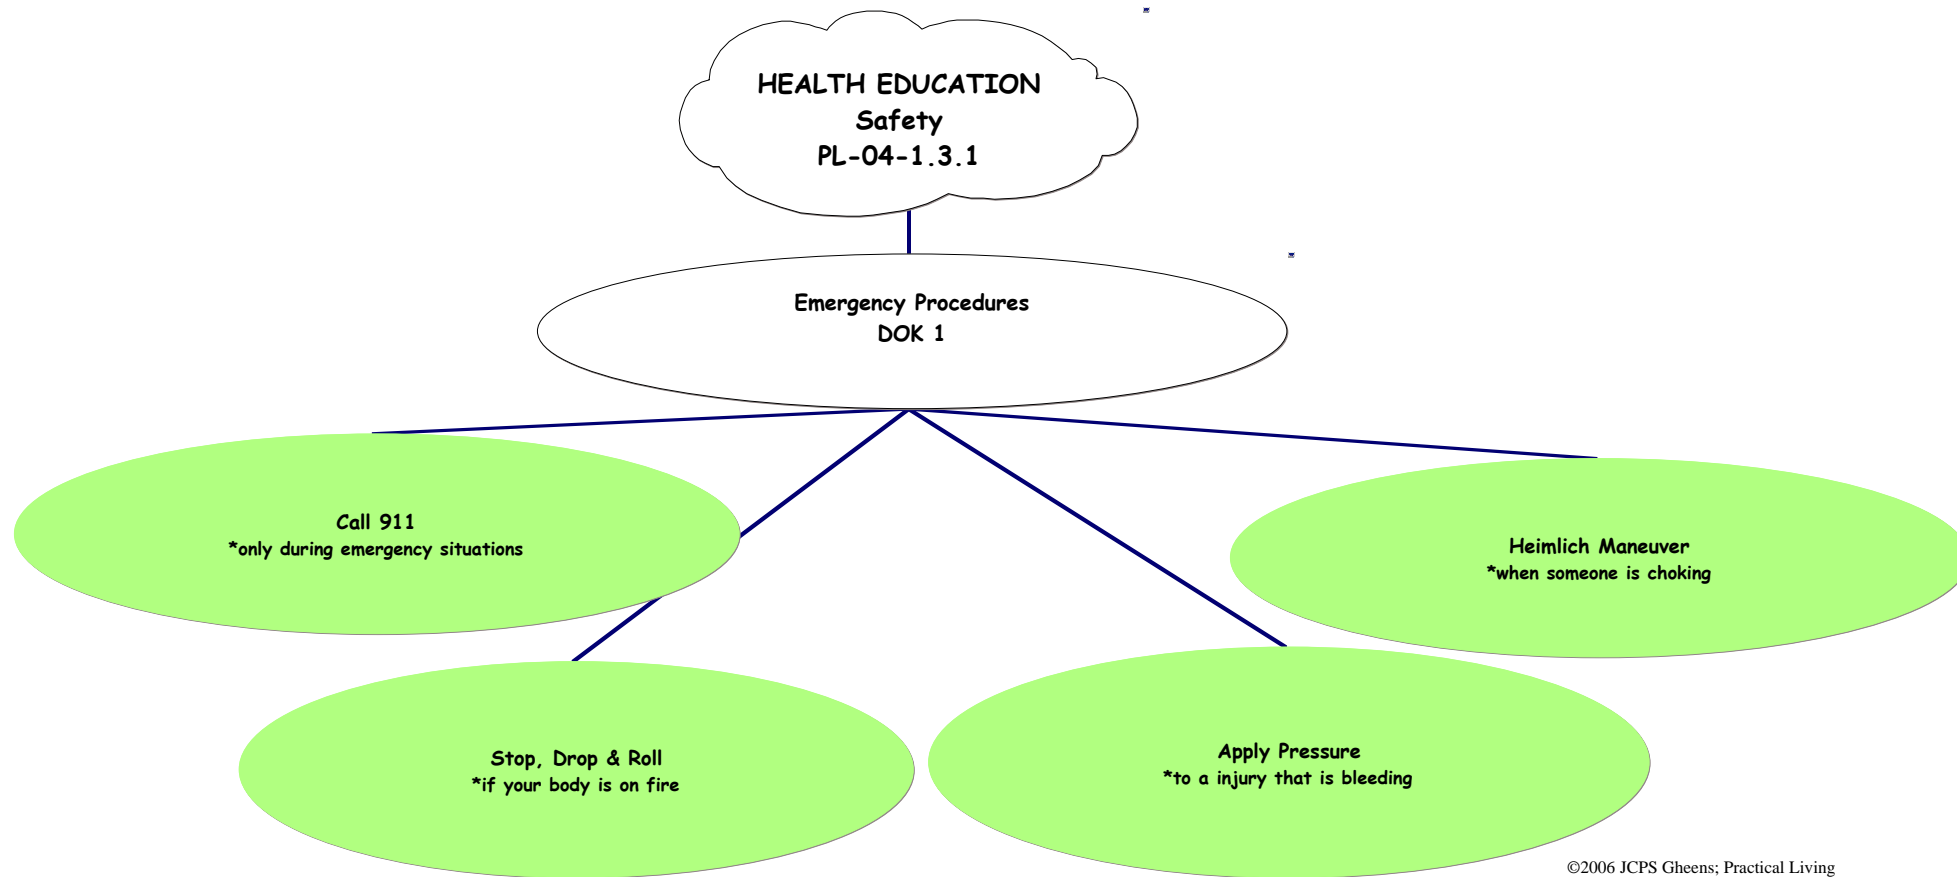 HEALTH EDUCATION
Safety
PL-04-1.3.1
Emergency Procedures
DOK 1
Call 911
*only during emergency situations
Heimlich Maneuver
*when someone is choking
Stop, Drop & Roll
*if your body is on fire
Apply Pressure
*to a injury that is bleeding
©2006 JCPS Gheens; Practical Living